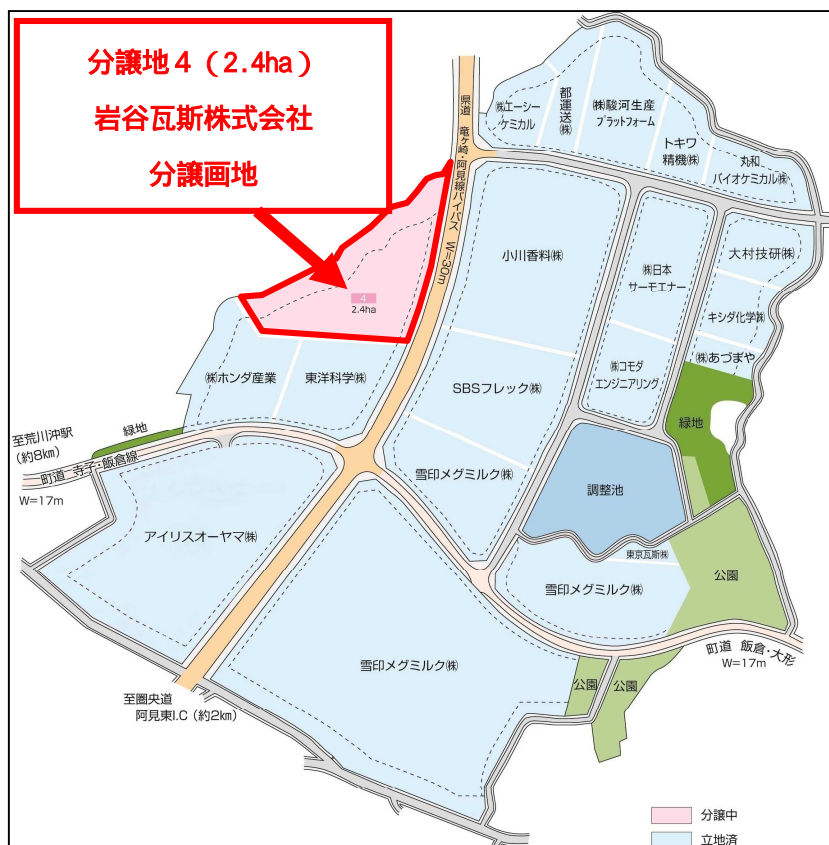 分譲地４（2.4ha）
岩谷瓦斯株式会社
分譲画地
県道 竜ヶ崎・阿見線バイパス W=30m
㈱エーシー
ケミカル
都運送㈱
㈱駿河生産
プラットフォーム
トキワ
精機㈱
丸和
バイオケミカル㈱
小川香料㈱
㈱日本
サーモエナー
大村技研㈱
キシダ化学㈱
㈱あづまや
4
2.4ha
㈱ホンダ産業
東洋科学㈱
SBSフレック㈱
㈱コモダ
エンジニアリング
緑地
至荒川沖駅
（約8km）
緑地
町道 寺子・飯倉線
W=17m
雪印メグミルク㈱
調整池
アイリスオーヤマ㈱
東京瓦斯㈱
雪印メグミルク㈱
公園
町道 飯倉・大形
W=17m
雪印メグミルク㈱
公園
公園
至圏央道
阿見東I.C（約2km）
分譲中
立地済